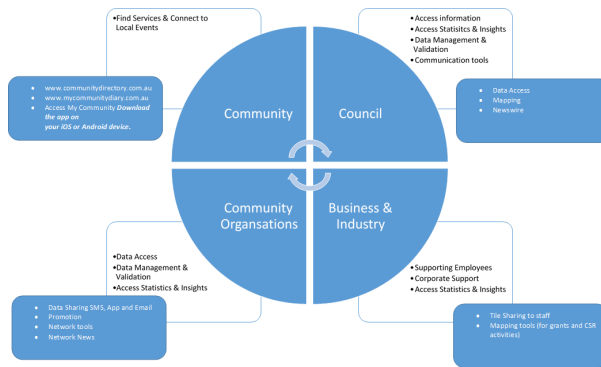 •Find Services & Connect to
Local Events
• www.communitydirectory.com.au
• www.mycommunitydiary.com.au
• Access My Community Download
the app on
your iOS or Android device.
Community
•Access information
•Access Statisitcs & Insights
•Data Management &
Validation
•Communication tools
• Data Access
• Mapping
• Newswire
Council
Community
Organsations
•Data Access
•Data Management &
Validation
•Access Statistics & Insights
• Data Sharing SMS, App and Email
• Promotion
• Network tools
• Network News
Business &
Industry
•Supporting Employees
•Corporate Support
•Access Statistics & Insights
• Tile Sharing to staff
• Mapping tools (for grants and CSR
activities)